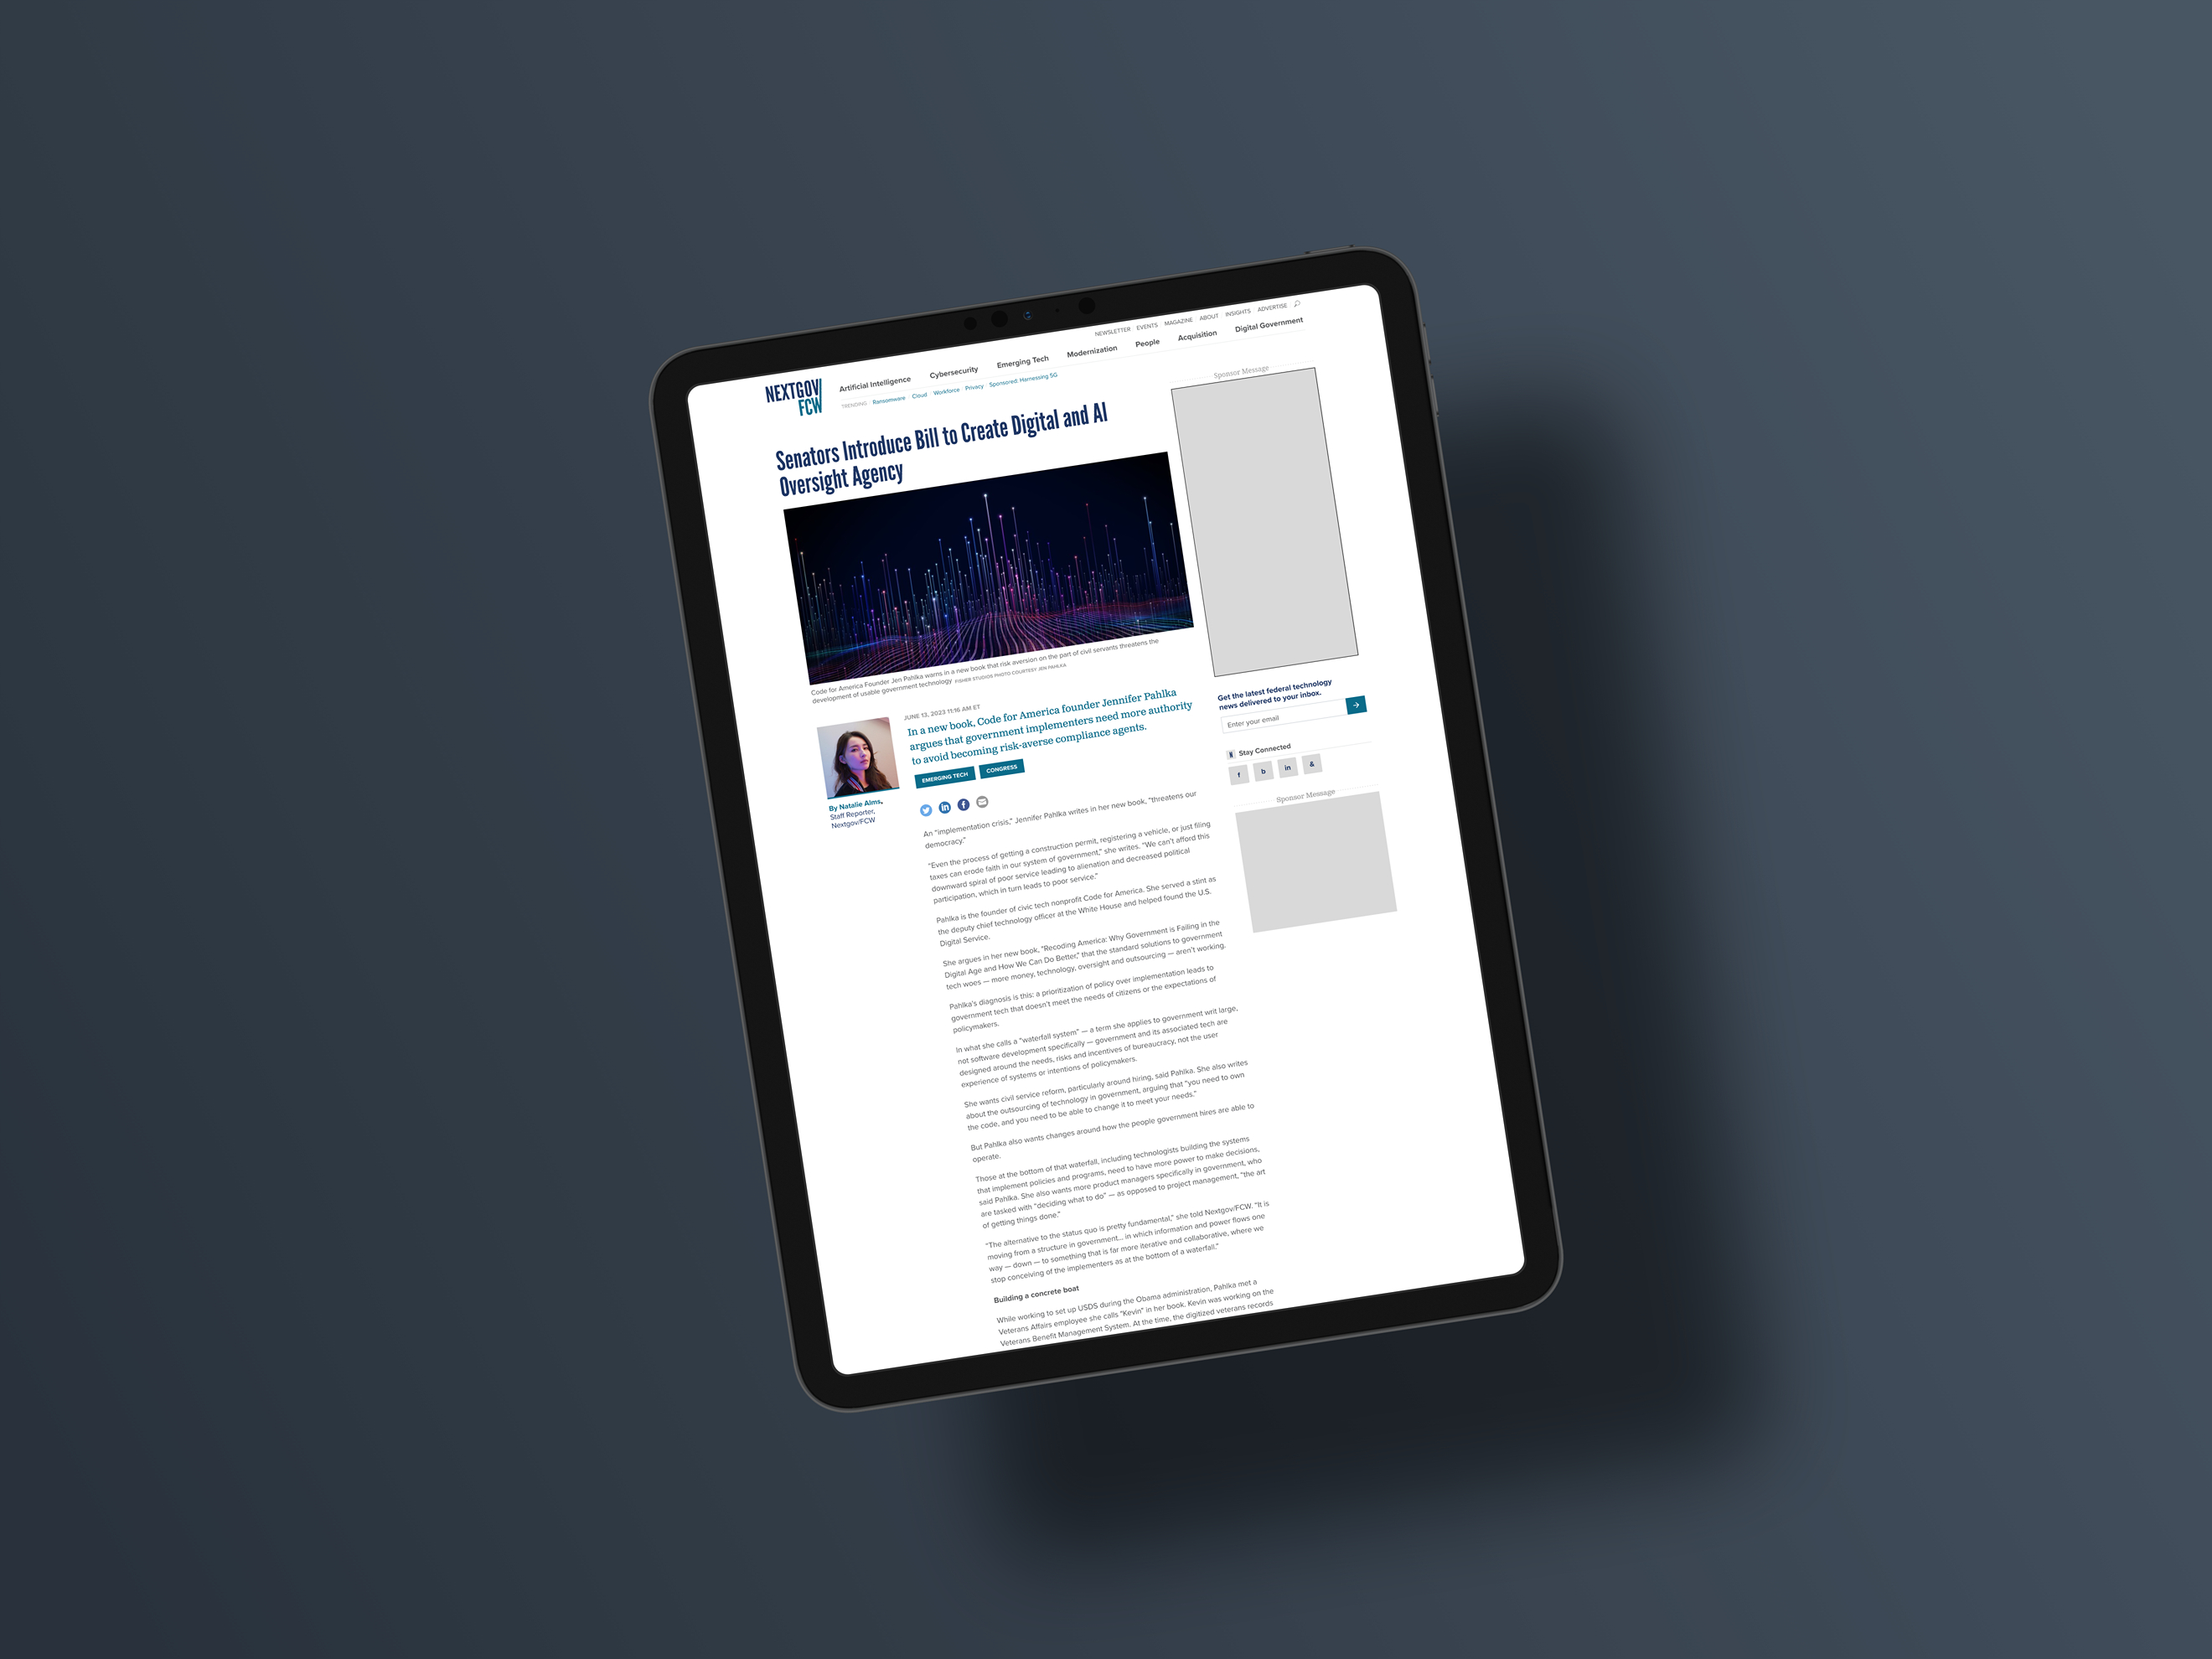 NEWSLETTER EVENTS MAGAZINE ABOUT INSIGHTS ADVERTISE
NEXTGOV
FCW
Artificial Intelligence Cybersecurity Emerging Tech Modernization People Acquisition Digital Government
TRENDING Ransomware Cloud Workforce Privacy Sponsored: Harnessing 5G
Senators Introduce Bill to Create Digital and AI
Oversight Agency
Code for America Founder Jen Pahlka warns in a new book that risk aversion on the part of civil servants threatens the
development of usable government technology FISHER STUDIOS PHOTO COURTESY JEN PAHLKA
By Natalie Alms,
Staff Reporter,
Nextgov/FCW
JUNE 13, 2023 11:16 AM ET
In a new book, Code for America founder Jennifer Pahlka
argues that government implementers need more authority
to avoid becoming risk-averse compliance agents.
EMERGING TECH CONGRESS
An "implementation crisis," Jennifer Pahlka writes in her new book, "threatens our
democracy."
"Even the process of getting a construction permit, registering a vehicle, or just filing
taxes can erode faith in our system of government," she writes. "We can't afford this
downward spiral of poor service leading to alienation and decreased political
participation, which in turn leads to poor service."
Pahlka is the founder of civic tech nonprofit Code for America. She served a stint as
the deputy chief technology officer at the White House and helped found the U.S.
Digital Service.
She argues in her new book, "Recoding America: Why Government is Failing in the
Digital Age and How We Can Do Better," that the standard solutions to government
tech woes — more money, technology, oversight and outsourcing — aren't working.
Pahlka's diagnosis is this: a prioritization of policy over implementation leads to
government tech that doesn't meet the needs of citizens or the expectations of
policymakers.
In what she calls a "waterfall system" — a term she applies to government writ large,
not software development specifically — government and its associated tech are
designed around the needs, risks and incentives of bureaucracy, not the user
experience of systems or intentions of policymakers.
She wants civil service reform, particularly around hiring, said Pahlka. She also writes
about the outsourcing of technology in government, arguing that "you need to own
the code, and you need to be able to change it to meet your needs."
But Pahlka also wants changes around how the people government hires are able to
operate.
Those at the bottom of that waterfall, including technologists building the systems
that implement policies and programs, need to have more power to make decisions,
said Pahlka. She also wants more product managers specifically in government, who
are tasked with "deciding what to do" — as opposed to project management, "the art
of getting things done."
"The alternative to the status quo is pretty fundamental," she told Nextgov/FCW. "It is
moving from a structure in government... in which information and power flows one
way — down — to something that is far more iterative and collaborative, where we
stop conceiving of the implementers as at the bottom of a waterfall."
Building a concrete boat
While working to set up USDS during the Obama administration, Pahlka met a
Veterans Affairs employee she calls "Kevin" in her book. Kevin was working on the
Veterans Benefit Management System. At the time, the digitized veterans records
Sponsor Message
Get the latest federal technology
news delivered to your inbox.
Enter your email
Stay Connected
f b in &
Sponsor Message